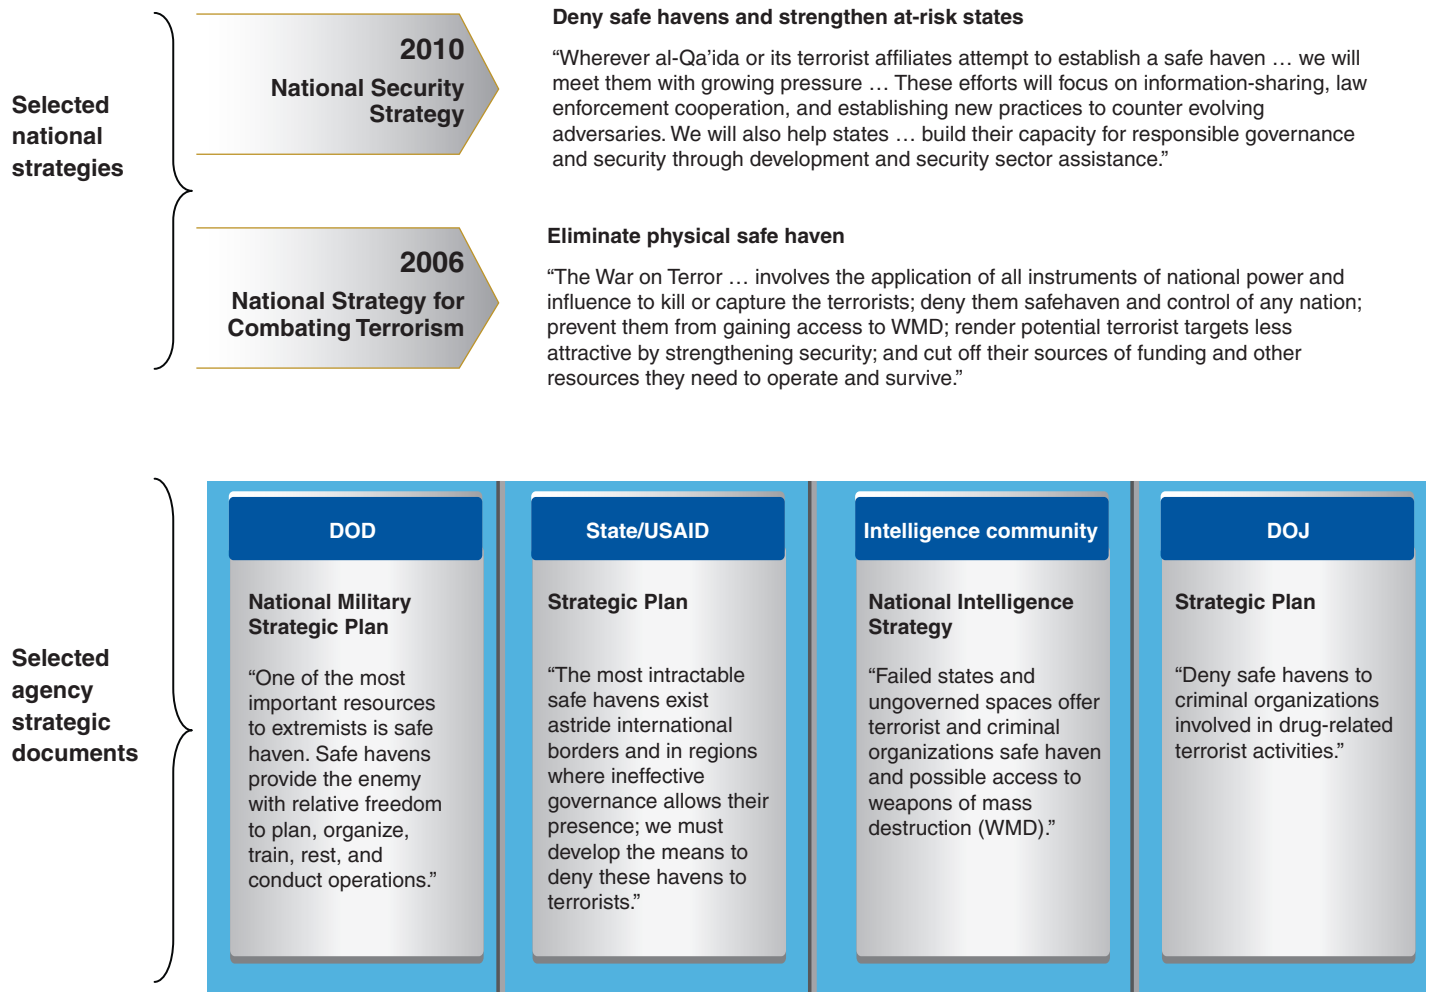 Selected
national
strategies
2010
National Security
Strategy
Deny safe havens and strengthen at-risk states
“Wherever al-Qa’ida or its terrorist affiliates attempt to establish a safe haven … we will
meet them with growing pressure … These efforts will focus on information-sharing, law
enforcement cooperation, and establishing new practices to counter evolving
adversaries. We will also help states … build their capacity for responsible governance
and security through development and security sector assistance.”
2006
National Strategy for
Combating Terrorism
Eliminate physical safe haven
“The War on Terror … involves the application of all instruments of national power and
influence to kill or capture the terrorists; deny them safehaven and control of any nation;
prevent them from gaining access to WMD; render potential terrorist targets less
attractive by strengthening security; and cut off their sources of funding and other
resources they need to operate and survive.”
Selected
agency
strategic
documents
DOD
National Military
Strategic Plan
“One of the most
important resources
to extremists is safe
haven. Safe havens
provide the enemy
with relative freedom
to plan, organize,
train, rest, and
conduct operations.”
State/USAID
Strategic Plan
“The most intractable
safe havens exist
astride international
borders and in regions
where ineffective
governance allows their
presence; we must
develop the means to
deny these havens to
terrorists.”
Intelligence community
National Intelligence
Strategy
“Failed states and
ungoverned spaces offer
terrorist and criminal
organizations safe haven
and possible access to
weapons of mass
destruction (WMD).”
DOJ
Strategic Plan
“Deny safe havens to
criminal organizations
involved in drug-related
terrorist activities.”